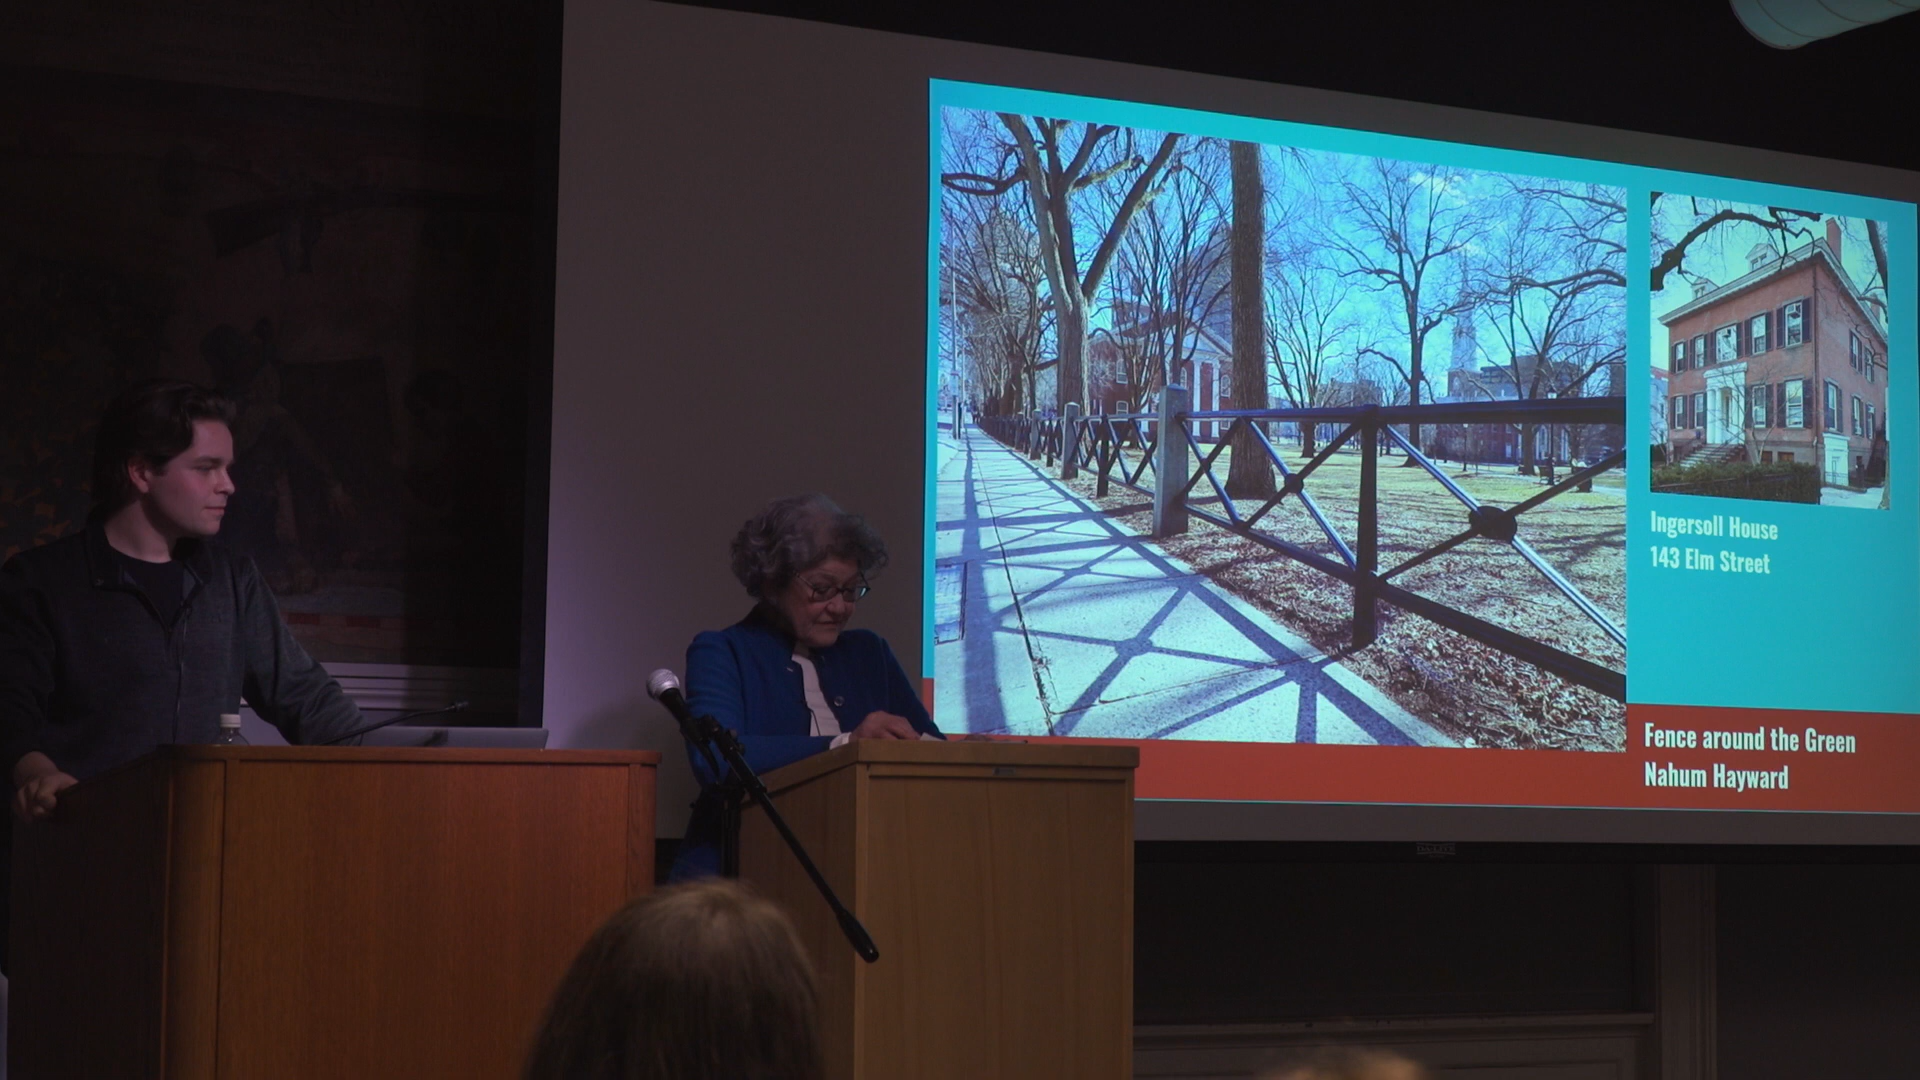 Ingersoll House
143 Elm Street
Fence around the Green
Nahum Hayward